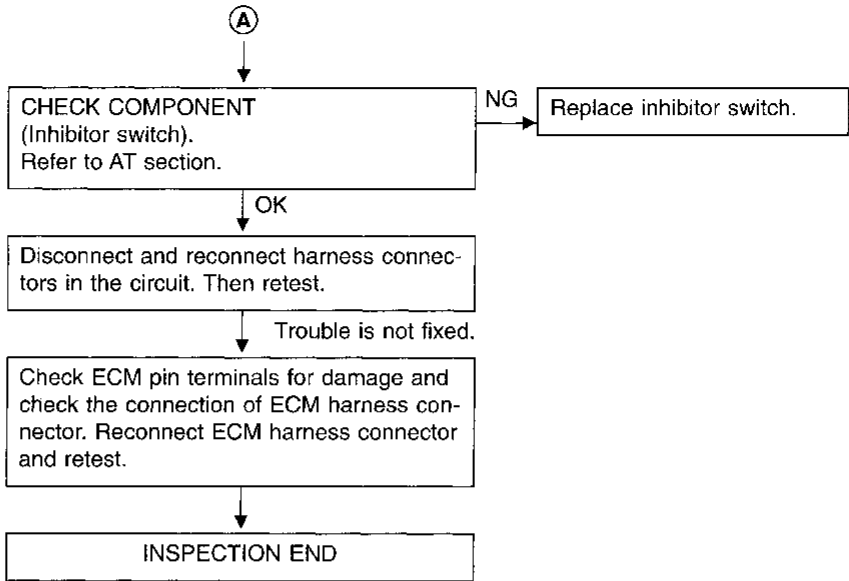 A
CHECK COMPONENT
(Inhibitor switch).
Refer to AT section.
NG
Replace inhibitor switch.
OK
Disconnect and reconnect harness connec-
tors in the circuit. Then retest.
Trouble is not fixed.
Check ECM pin terminals for damage and
check the connection of ECM harness con-
nector. Reconnect ECM harness connector
and retest.
INSPECTION END